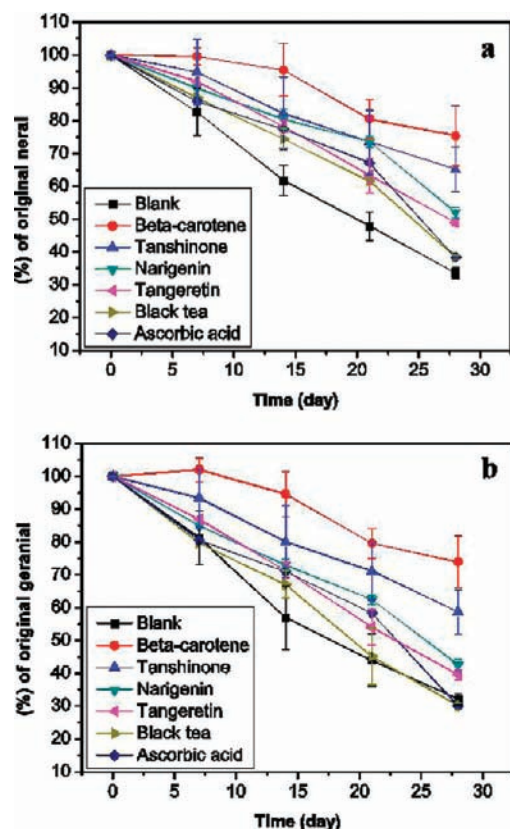 a
(%) of original neral
110
100
90
80
70
60
50
40
30
20
10
Blank
Beta-carotene
Tanshinone
Narigenin
Tangeretin
Black tea
Ascorbic acid
0 5 10 15 20 25 30
Time (day)
b
(%) of original geranial
110
100
90
80
70
60
50
40
30
20
10
Blank
Beta-carotene
Tanshinone
Narigenin
Tangeretin
Black tea
Ascorbic acid
0 5 10 15 20 25 30
Time (day)